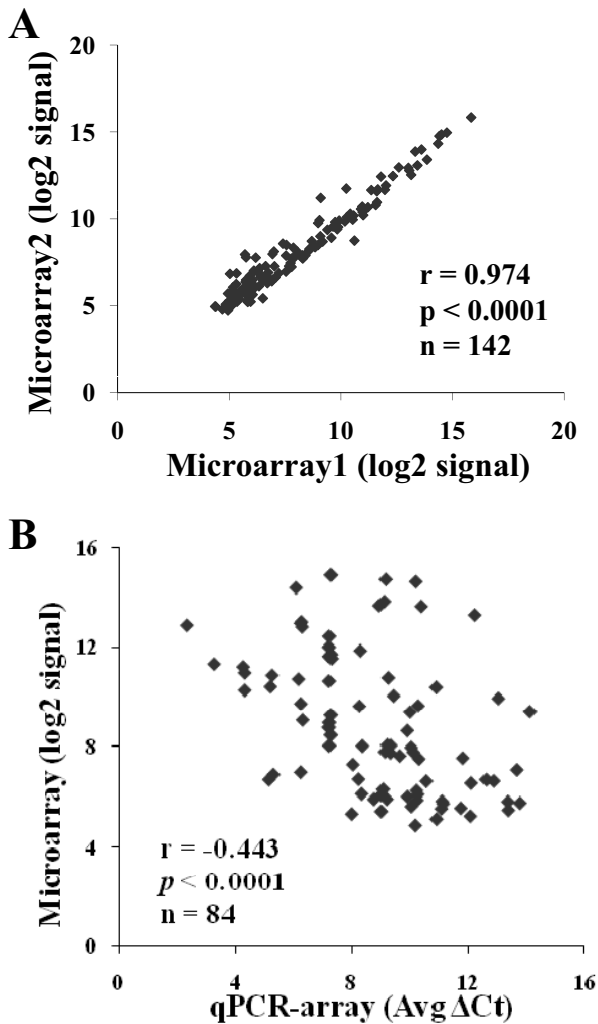 A
20
15
10
5
0
Microarray2 (log2 signal)
r = 0.974
p < 0.0001
n = 142
0 5 10 15 20
Microarray1 (log2 signal)
B
16
12
8
4
0
Microarray (log2 signal)
r = -0.443
p < 0.0001
n = 84
0 4 8 12 16
qPCR-array (Avg ΔCt)